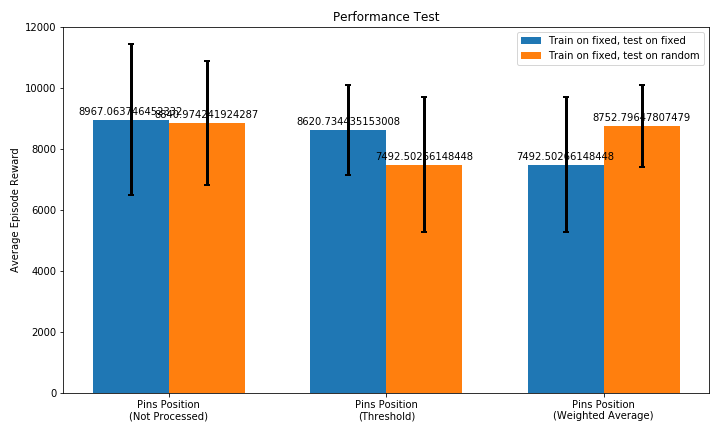 Performance Test
Train on fixed, test on fixed
Train on fixed, test on random
Average Episode Reward
12000
10000
8000
6000
4000
2000
0
8840.974241924287
8620.734435153008
7492.50266148448
7492.50266148448
8752.79647807479
Pins Position
(Not Processed)
Pins Position
(Threshold)
Pins Position
(Weighted Average)